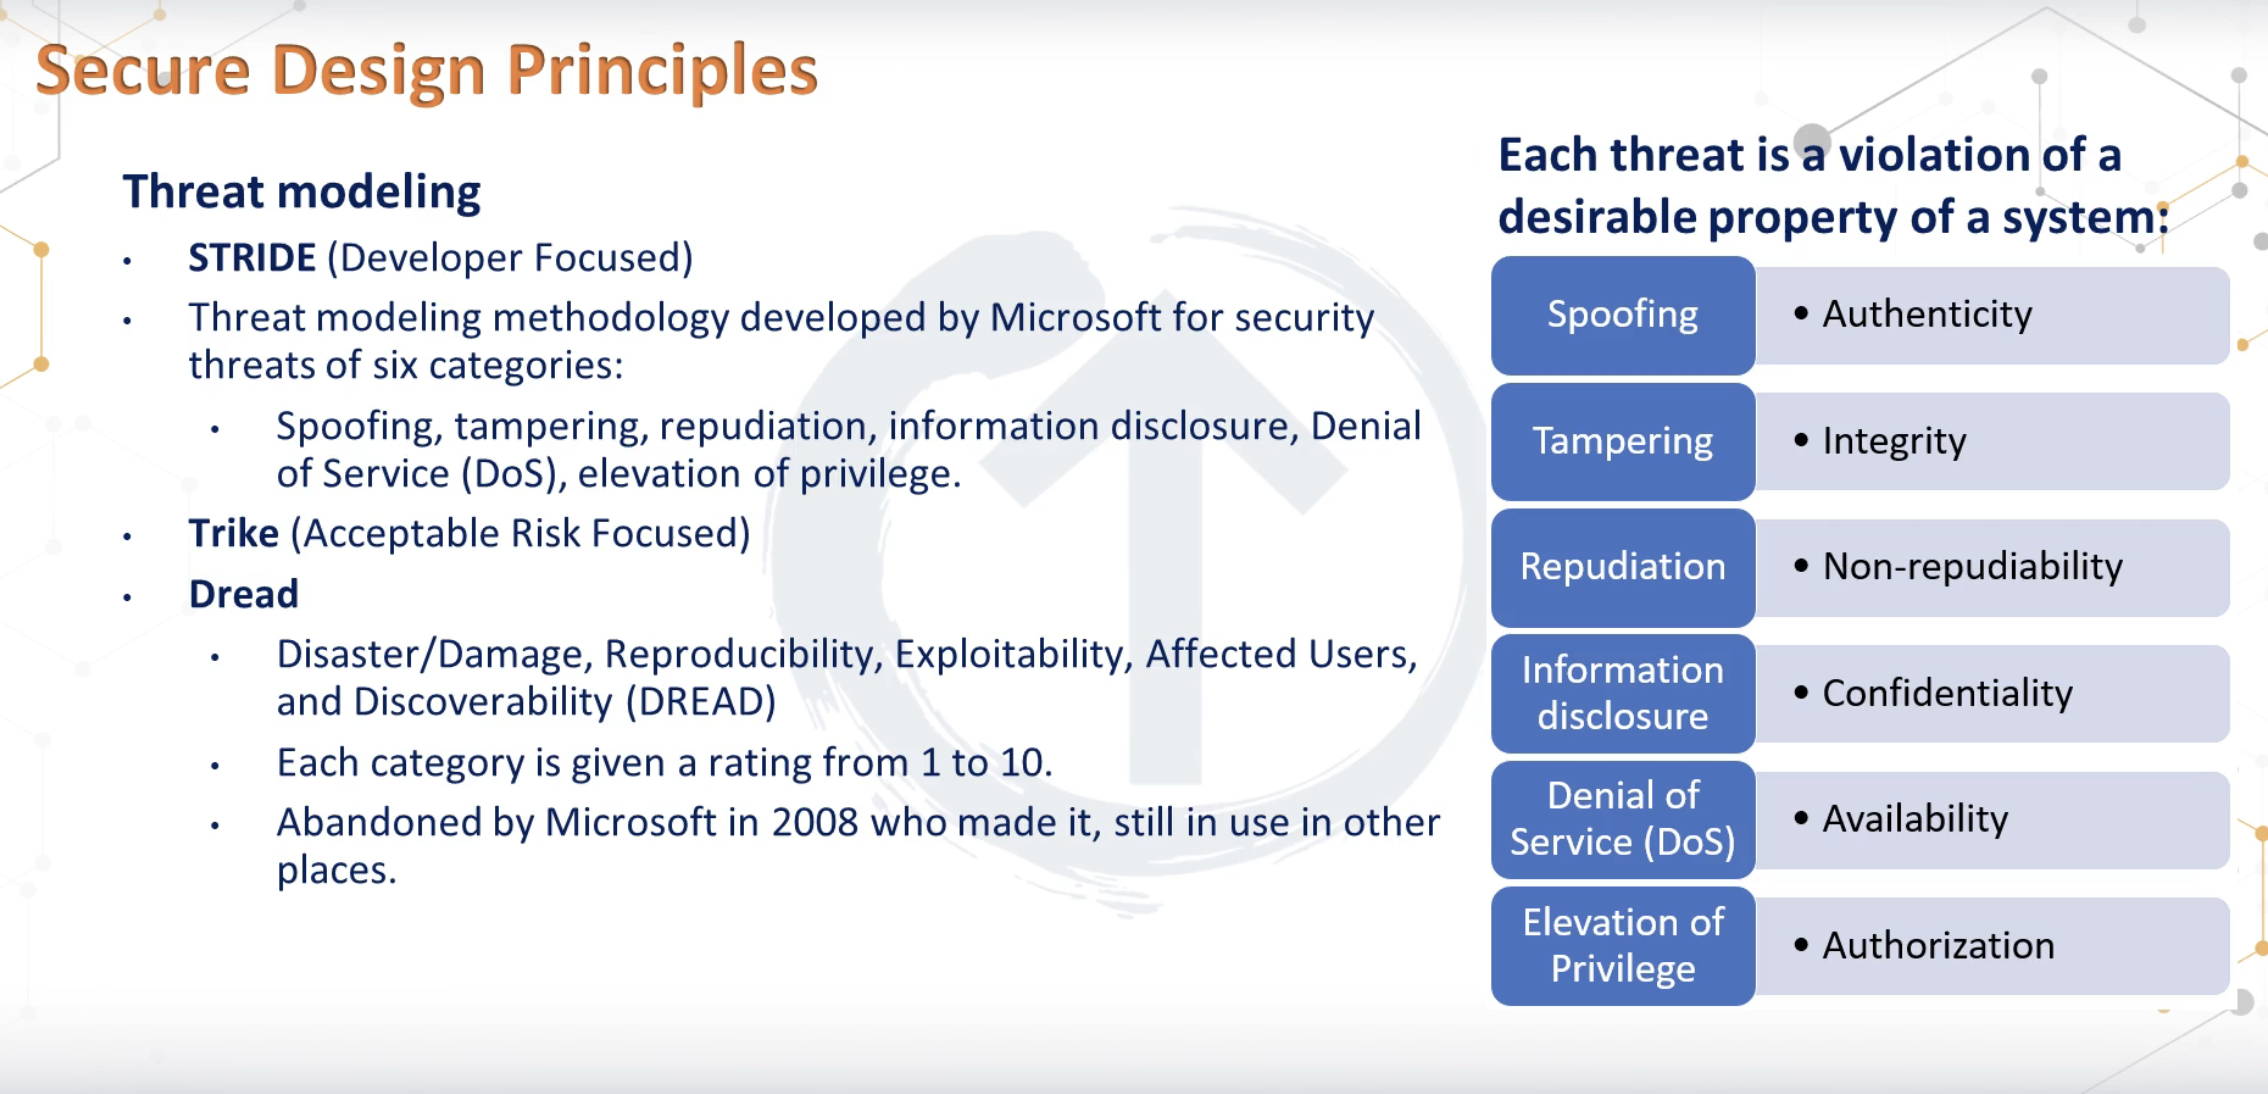 Secure Design Principles
Threat modeling
• STRIDE (Developer Focused)
• Threat modeling methodology developed by Microsoft for security
threats of six categories:
• Spoofing, tampering, repudiation, information disclosure, Denial
of Service (DoS), elevation of privilege.
• Trike (Acceptable Risk Focused)
• Dread
• Disaster/Damage, Reproducibility, Exploitability, Affected Users,
and Discoverability (DREAD)
• Each category is given a rating from 1 to 10.
• Abandoned by Microsoft in 2008 who made it, still in use in other
places.
Each threat is a violation of a
desirable property of a system:
Spoofing
• Authenticity
Tampering
• Integrity
Repudiation
• Non-repudiability
Information
disclosure
• Confidentiality
Denial of
Service (DoS)
• Availability
Elevation of
Privilege
• Authorization